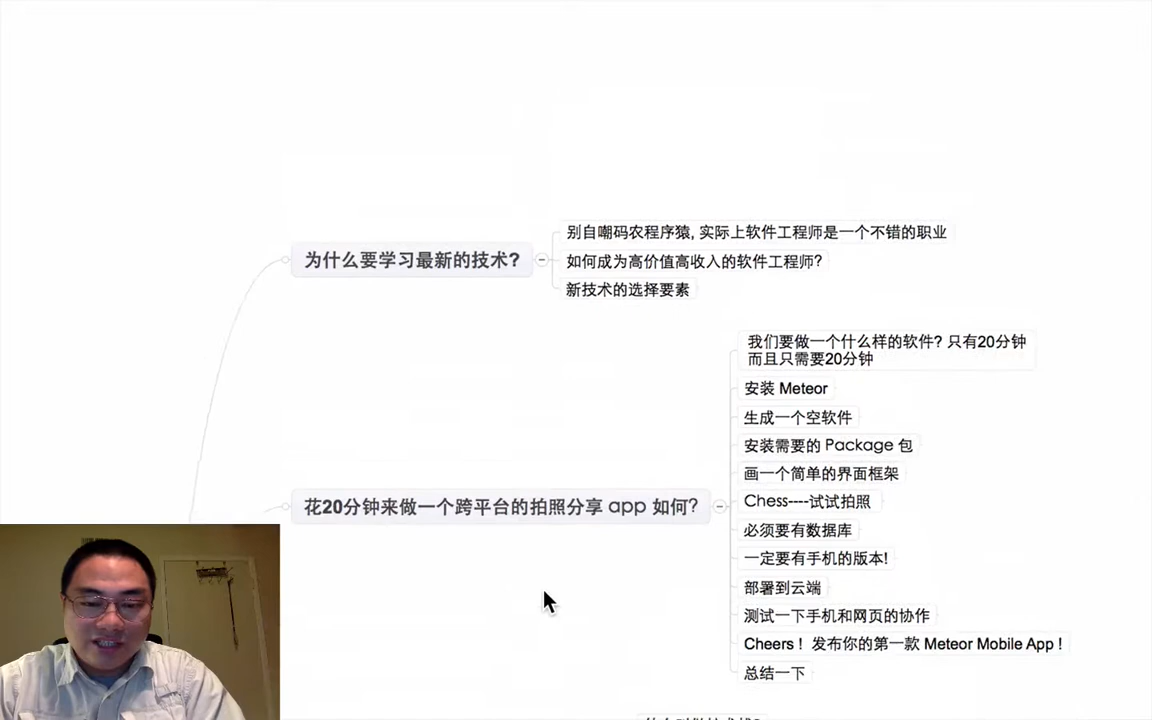 为什么要学习最新的技术?
别自嘲码农程序猿, 实际上软件工程师是一个不错的职业
如何成为高价值高收入的软件工程师?
新技术的选择要素
花20分钟来做一个跨平台的拍照分享 app 如何?
我们要做一个什么样的软件? 只有20分钟
而且只需要20分钟
安装 Meteor
生成一个空软件
安装需要的 Package 包
画一个简单的界面框架
Chess----试试拍照
必须要有数据库
一定要有手机的版本!
部署到云端
测试一下手机和网页的协作
Cheers！ 发布你的第一款 Meteor Mobile App !
总结一下